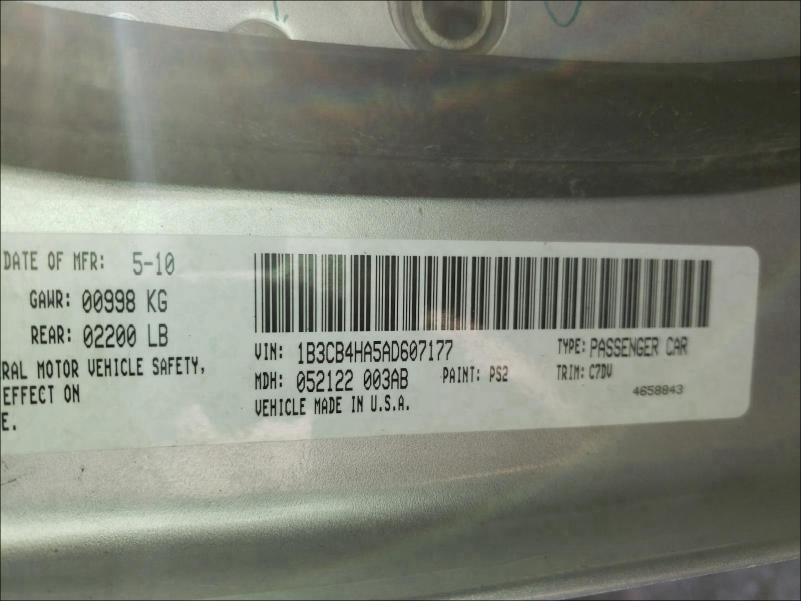 DATE OF MFR: 5-10
GAWR: 00998 KG
REAR: 02200 LB
RAL MOTOR VEHICLE SAFETY,
EFFECT ON
E.
VIN: 1B3CB4HA5AD607177
TYPE: PASSENGER CAR
MDH: 052122 003AB
PAINT: PS2
TRIM: C7DV
VEHICLE MADE IN U.S.A.
4658843